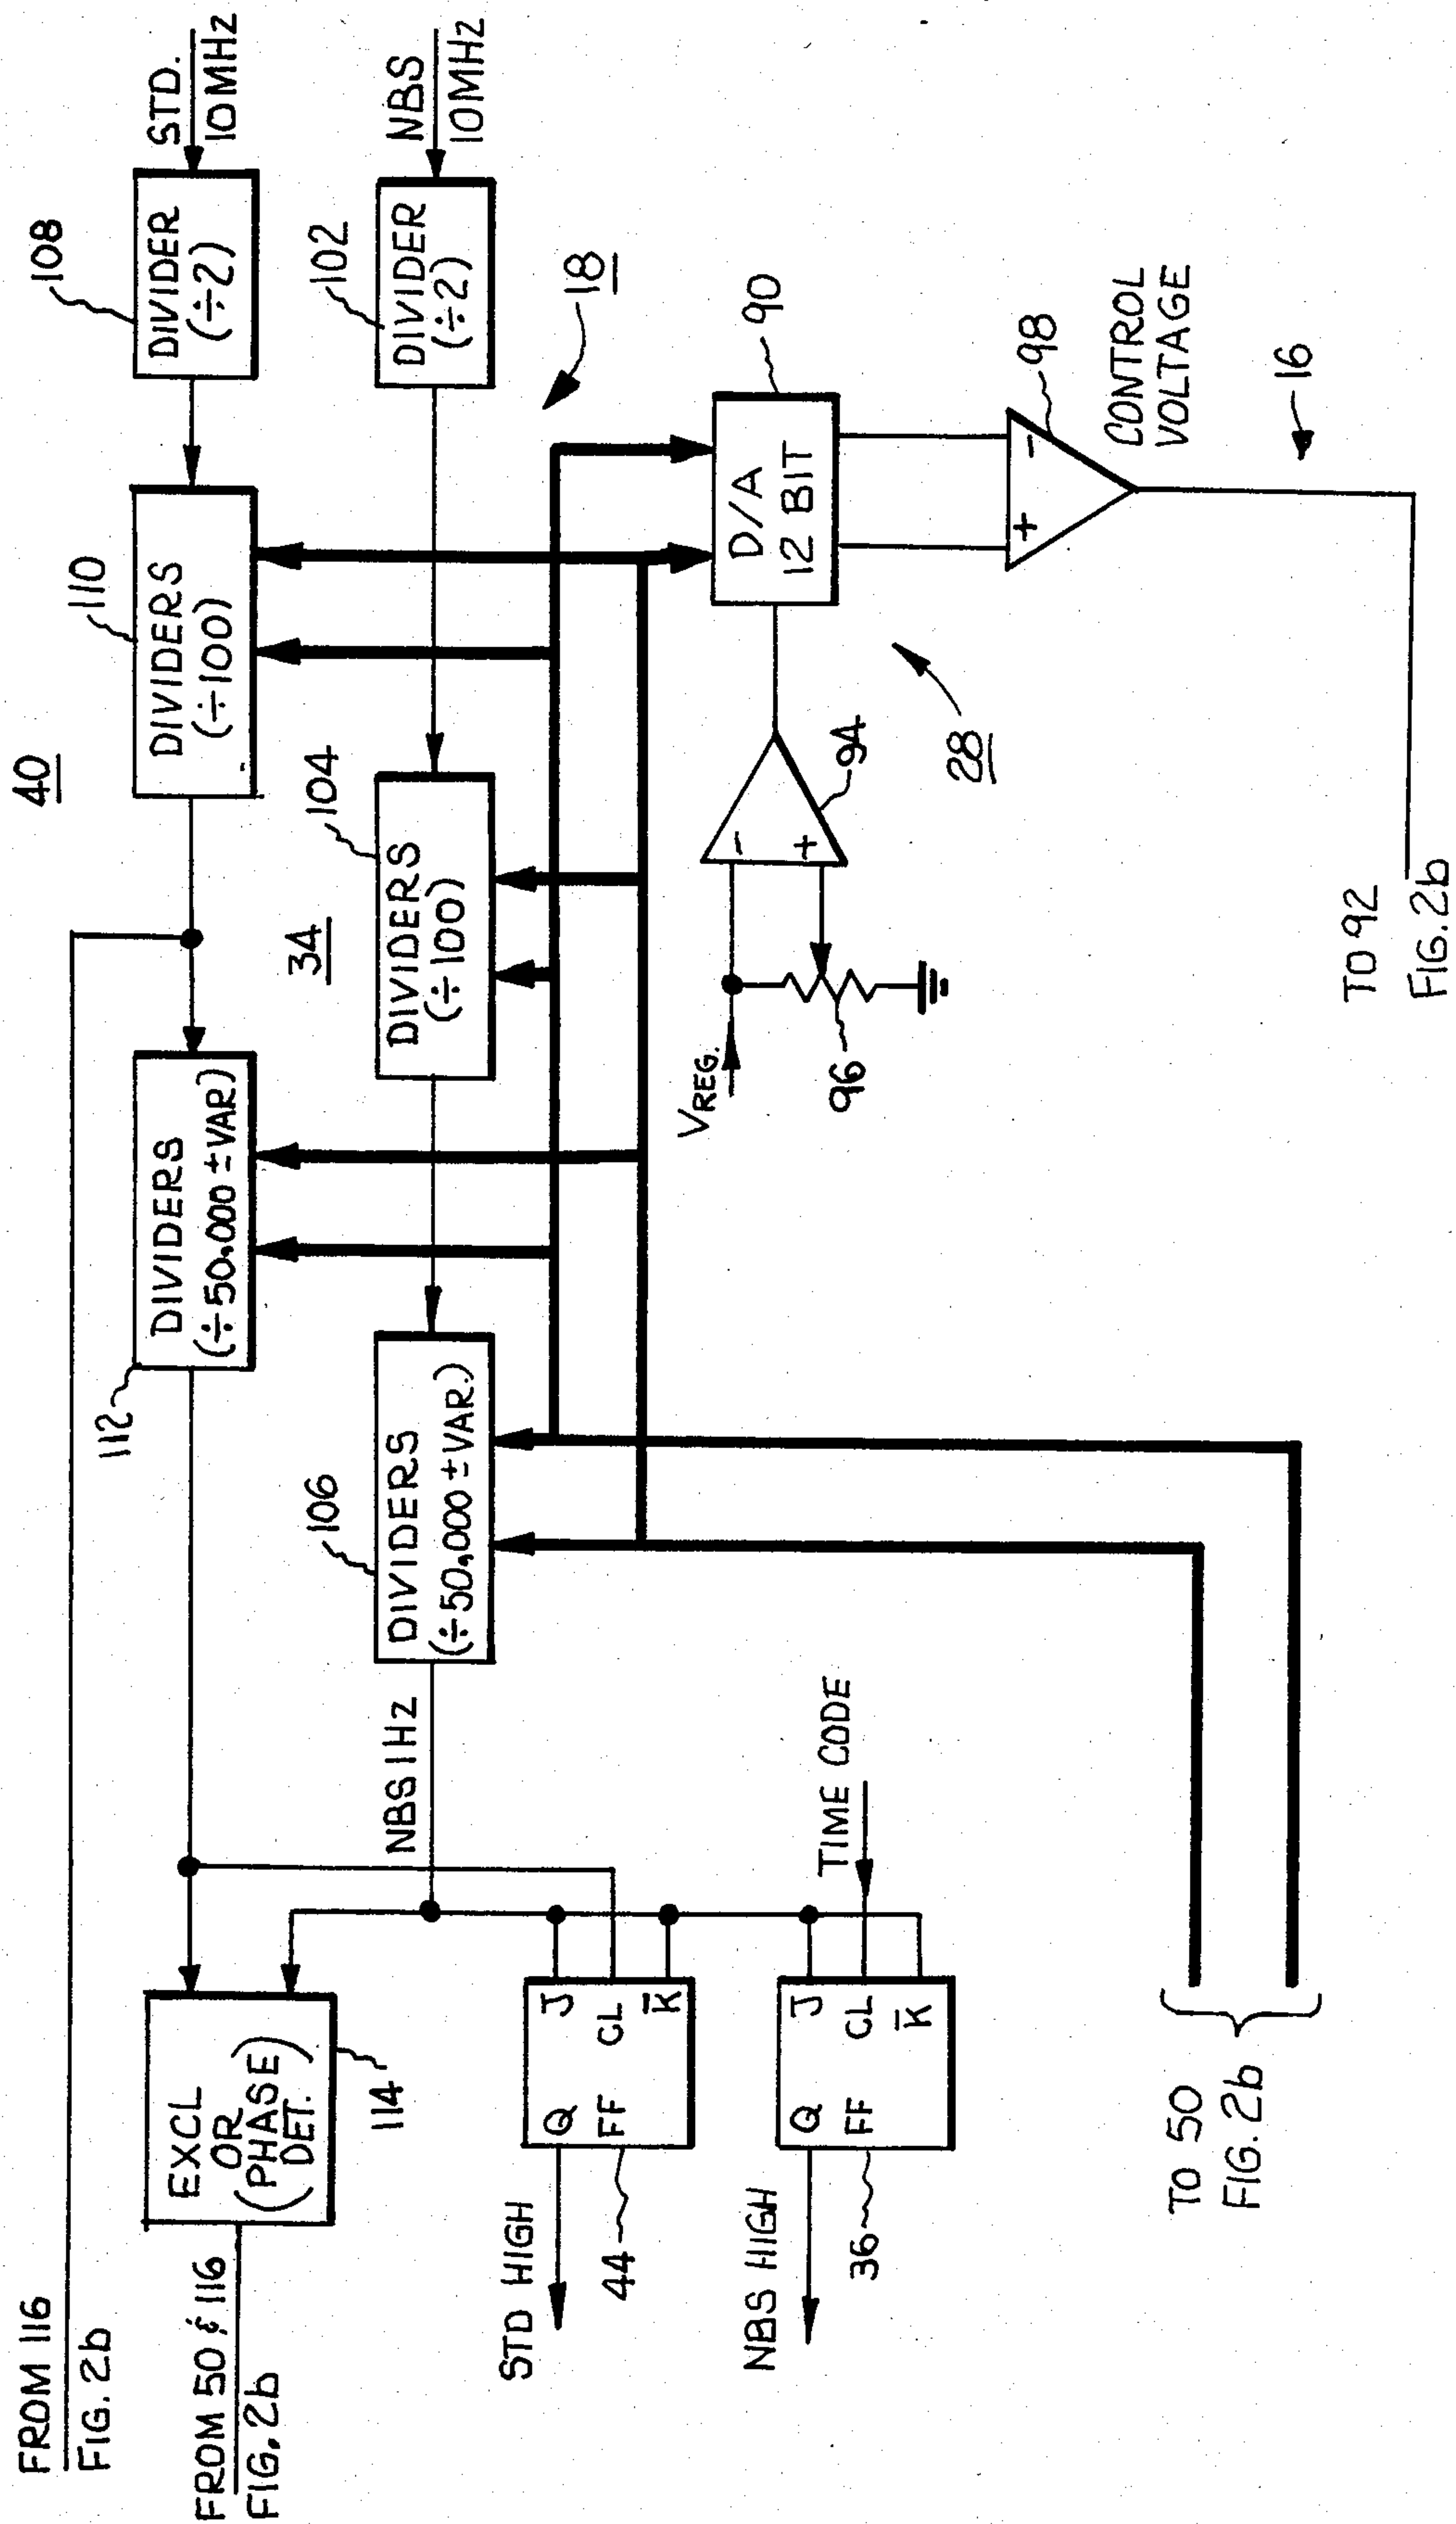 FROM 116
FIG. 2b
FROM 50 & 116
FIG. 2b
EXCL
OR
(PHASE)
(DET.)
114
112
DIVIDERS
(÷50,000 ± VAR)
40
110
DIVIDERS
(÷100)
108
DIVIDER
(÷2)
STD.
10MHz
NBS 1Hz
106
DIVIDERS
(÷50,000 ± VAR.)
34
104
DIVIDERS
(÷100)
102
DIVIDER
(÷2)
NBS
10MHz
STD HIGH
44
Q
FF
J
CL
K̅
NBS HIGH
36
Q
FF
J
CL
K̅
TIME CODE
18
VREG.
96
-
+
94
28
D/A
12 BIT
90
+
-
98
CONTROL
VOLTAGE
16
TO 50
FIG. 2b
TO 92
FIG. 2b